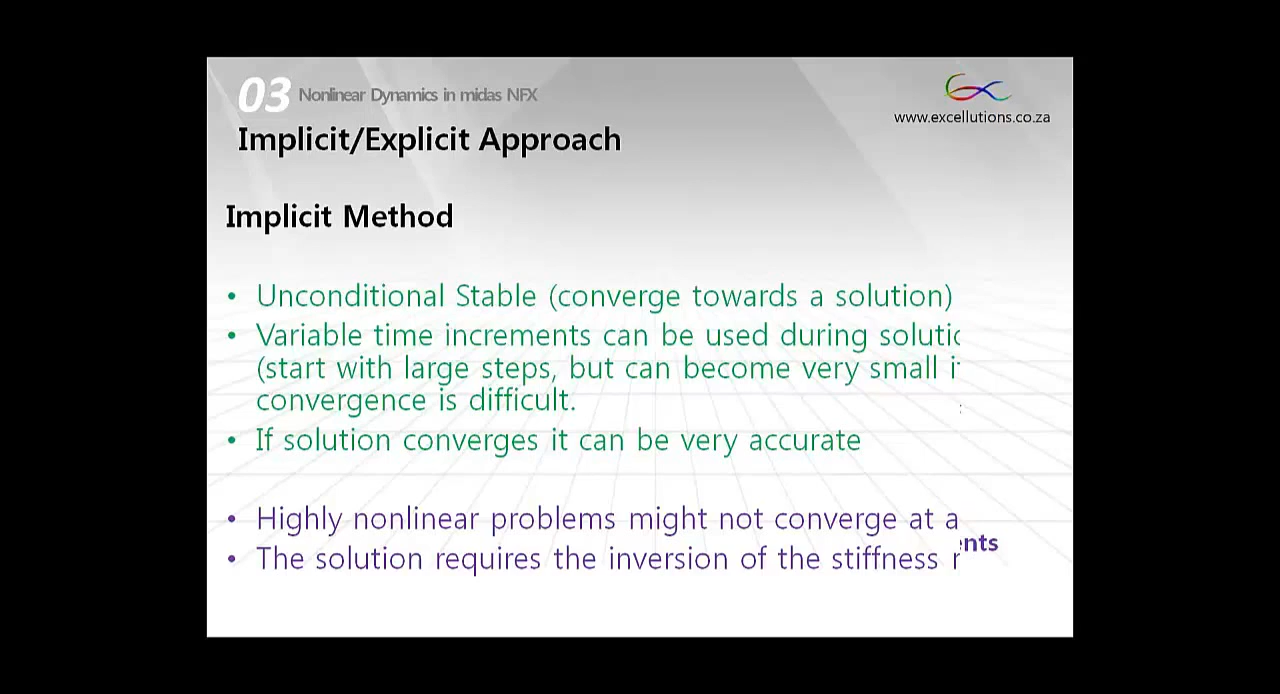 03 Nonlinear Dynamics in midas NFX
www.excellutions.co.za
Implicit/Explicit Approach
Implicit Method
• Unconditional Stable (converge towards a solution)
• Variable time increments can be used during
(start with large steps, but can become very small
convergence is difficult.
• If solution converges it can be very accurate
• Highly nonlinear problems might not converge at
• The solution requires the inversion of the stiffness